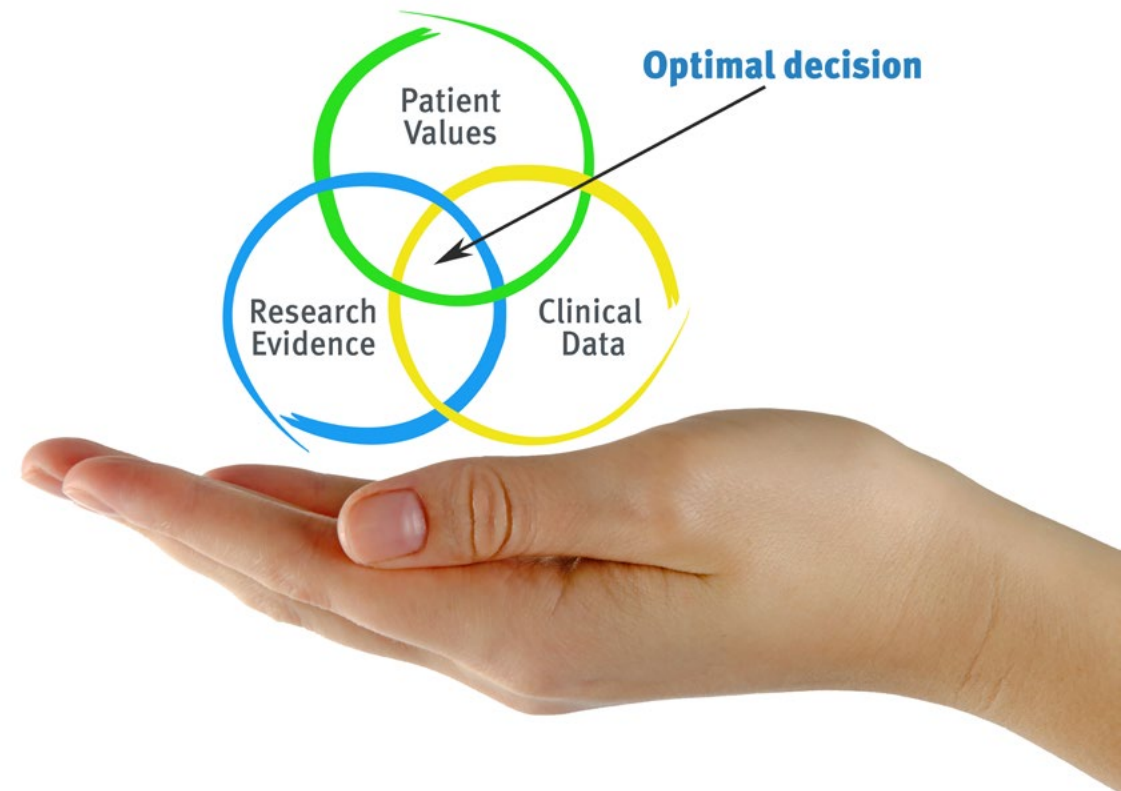 Optimal decision
Patient
Values
Research
Evidence
Clinical
Data